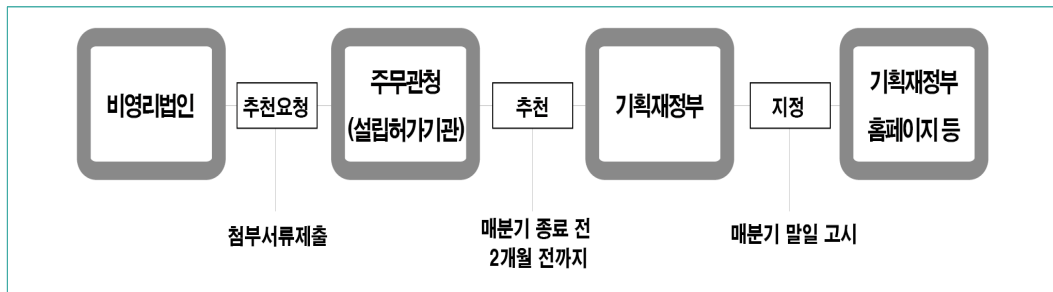 비영리법인
추천요청
주무관청
(설립허가기관)
추천
기획재정부
지정
기획재정부
홈페이지 등
첨부서류제출
매분기 종료 전
2개월 전까지
매분기 말일 고시